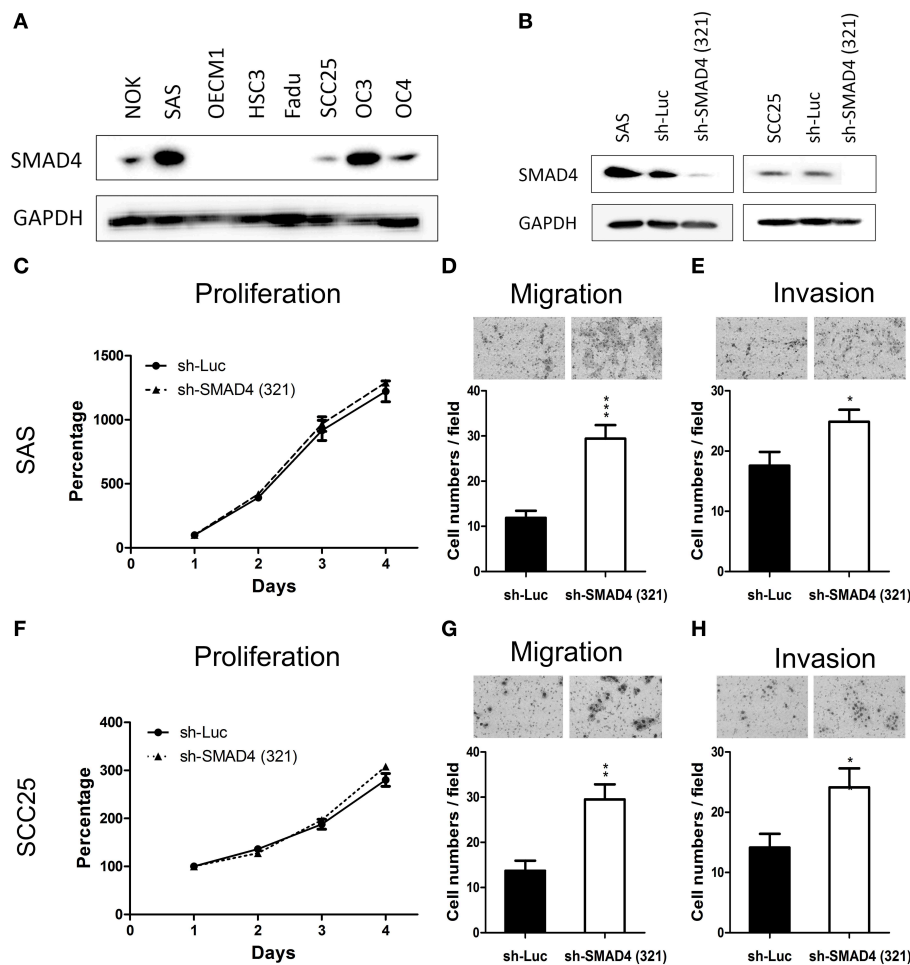 A
NOK
SAS
OECM1
HSC3
Fadu
SCC25
OC3
OC4
SMAD4
GAPDH
B
SAS
sh-Luc
sh-SMAD4 (321)
SCC25
sh-Luc
sh-SMAD4 (321)
SMAD4
GAPDH
C
Proliferation
SAS
Percentage
1500
1000
500
0
sh-Luc
sh-SMAD4 (321)
0 1 2 3 4
Days
D
Migration
Cell numbers / field
40
30
20
10
0
***
sh-Luc sh-SMAD4 (321)
E
Invasion
Cell numbers / field
30
20
10
0
*
sh-Luc sh-SMAD4 (321)
F
Proliferation
SCC25
Percentage
400
300
200
100
0
sh-Luc
sh-SMAD4 (321)
0 1 2 3 4
Days
G
Migration
Cell numbers / field
40
30
20
10
0
**
sh-Luc sh-SMAD4 (321)
H
Invasion
Cell numbers / field
30
20
10
0
*
sh-Luc sh-SMAD4 (321)